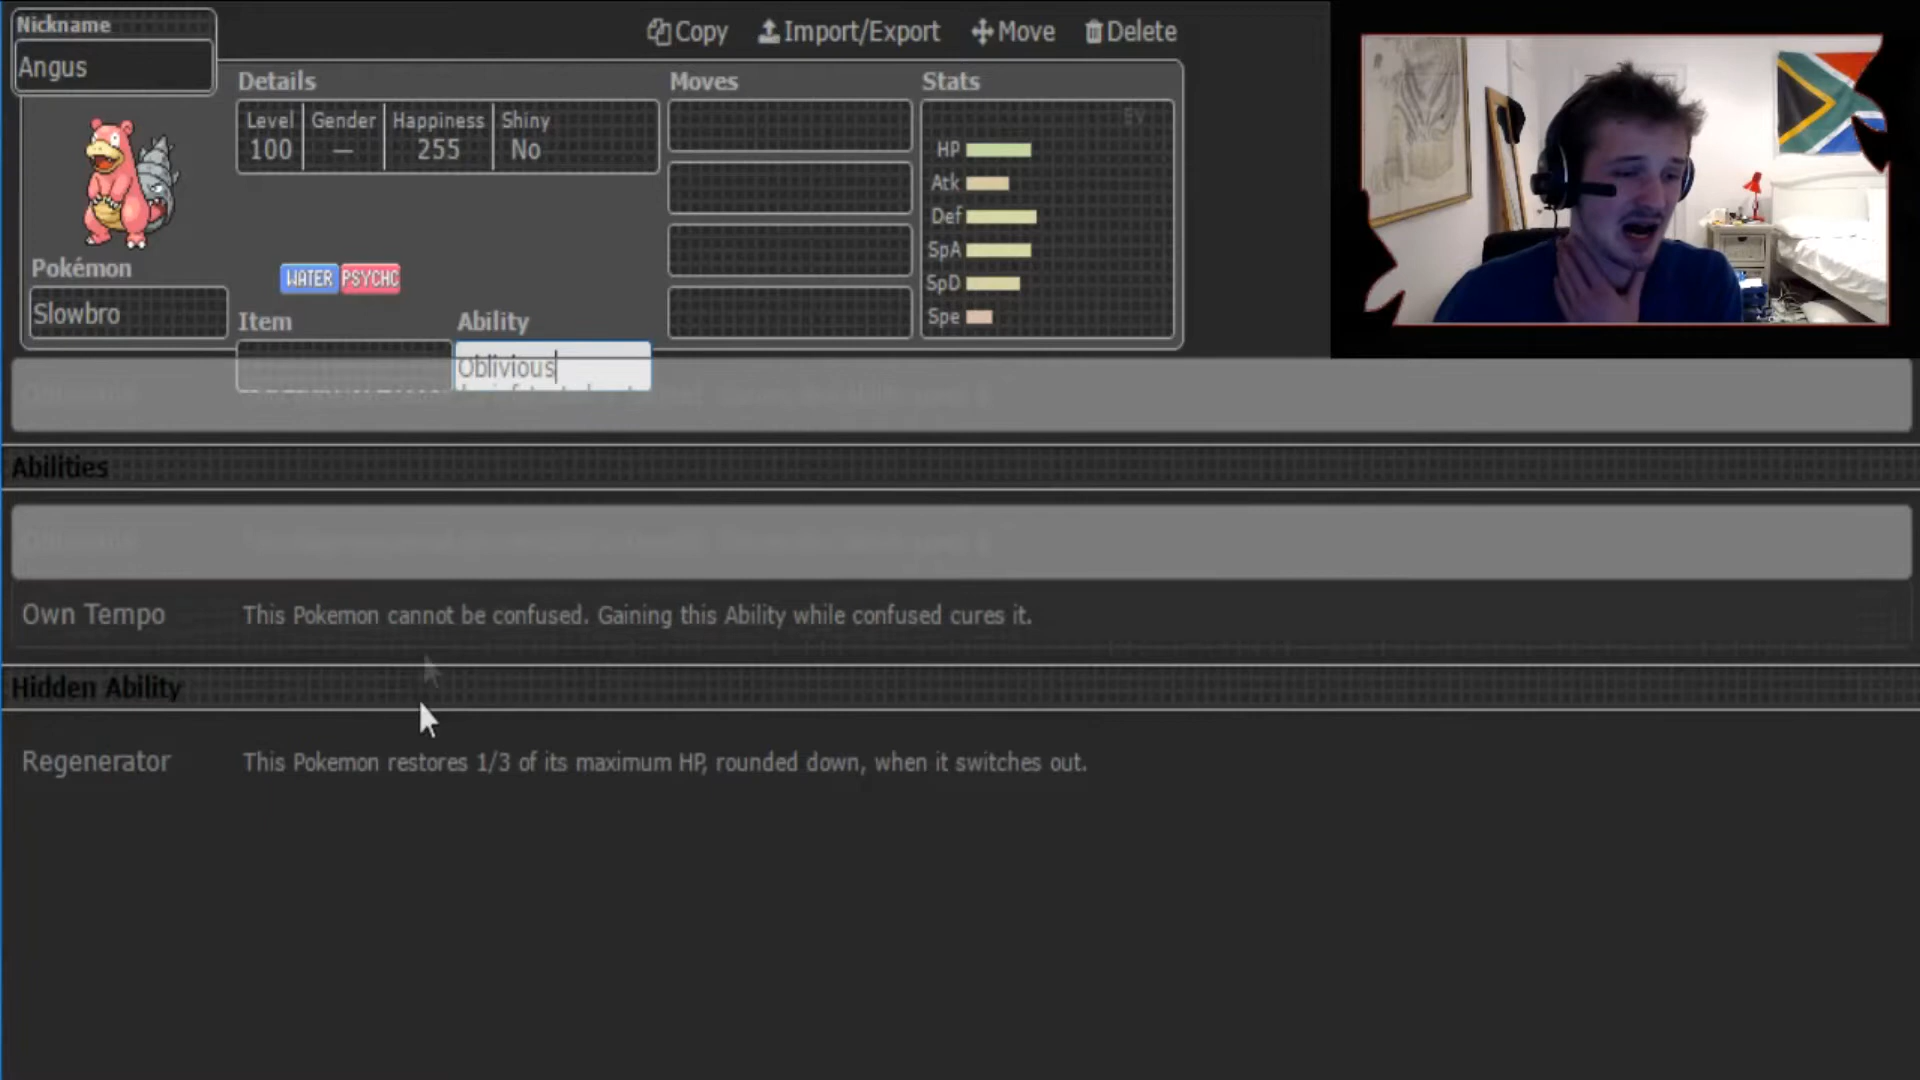 Nickname
Angus
Copy Import/Export Move Delete
Details
Level Gender Happiness Shiny
100 — 255 No
Moves
Stats
EV
HP
Atk
Def
SpA
SpD
Spe
WATER PSYCHC
Pokémon
Slowbro
Item
Ability
Oblivious
Abilities
Own Tempo This Pokemon cannot be confused. Gaining this Ability while confused cures it.
Hidden Ability
Regenerator This Pokemon restores 1/3 of its maximum HP, rounded down, when it switches out.